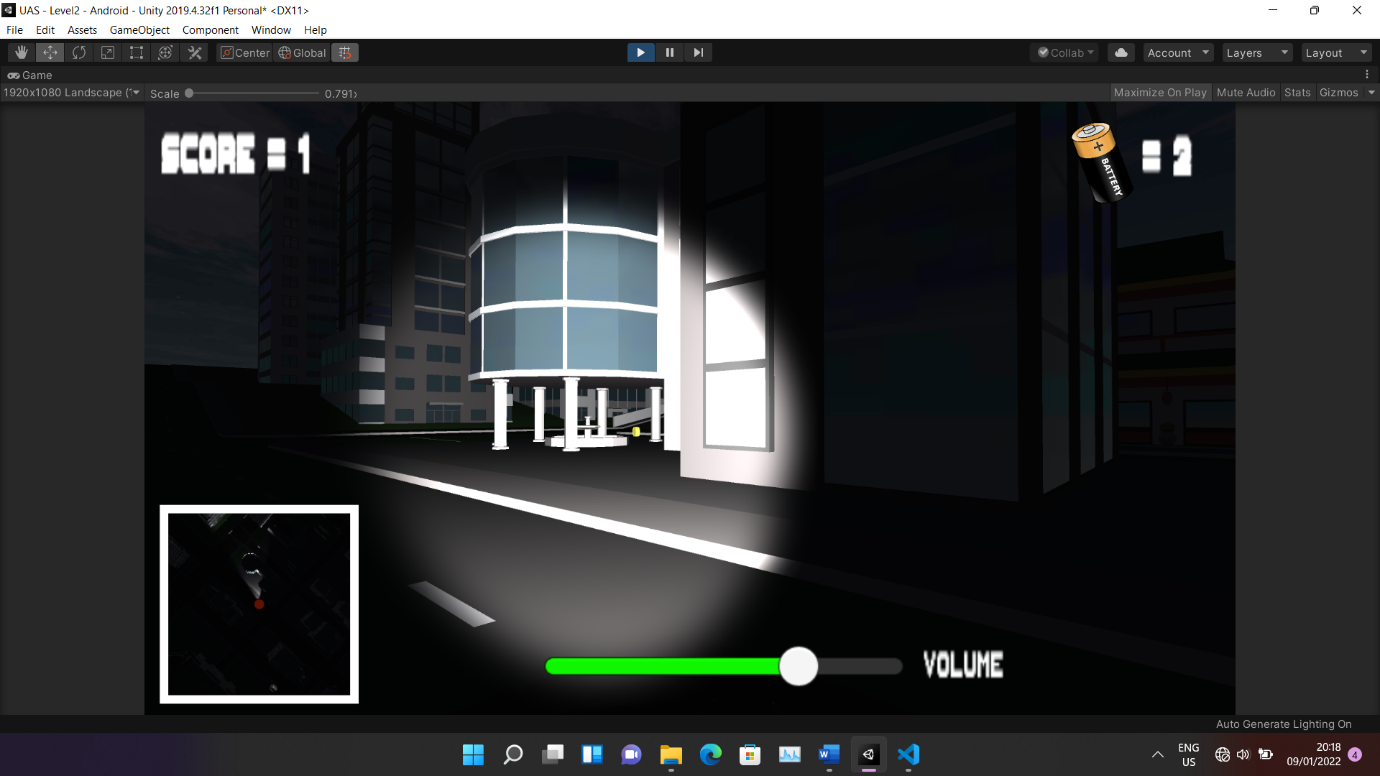 UAS - Level2 - Android - Unity 2019.4.32f1 Personal* <DX11>
File Edit Assets GameObject Component Window Help
Center Global Collab Account Layers Layout
Game
1920x1080 Landscape (1 Scale 0.791x Maximize On Play Mute Audio Stats Gizmos
SCORE = 1
BATTERY
= 2
VOLUME
Auto Generate Lighting On
ENG
US
20:18
09/01/2022
4